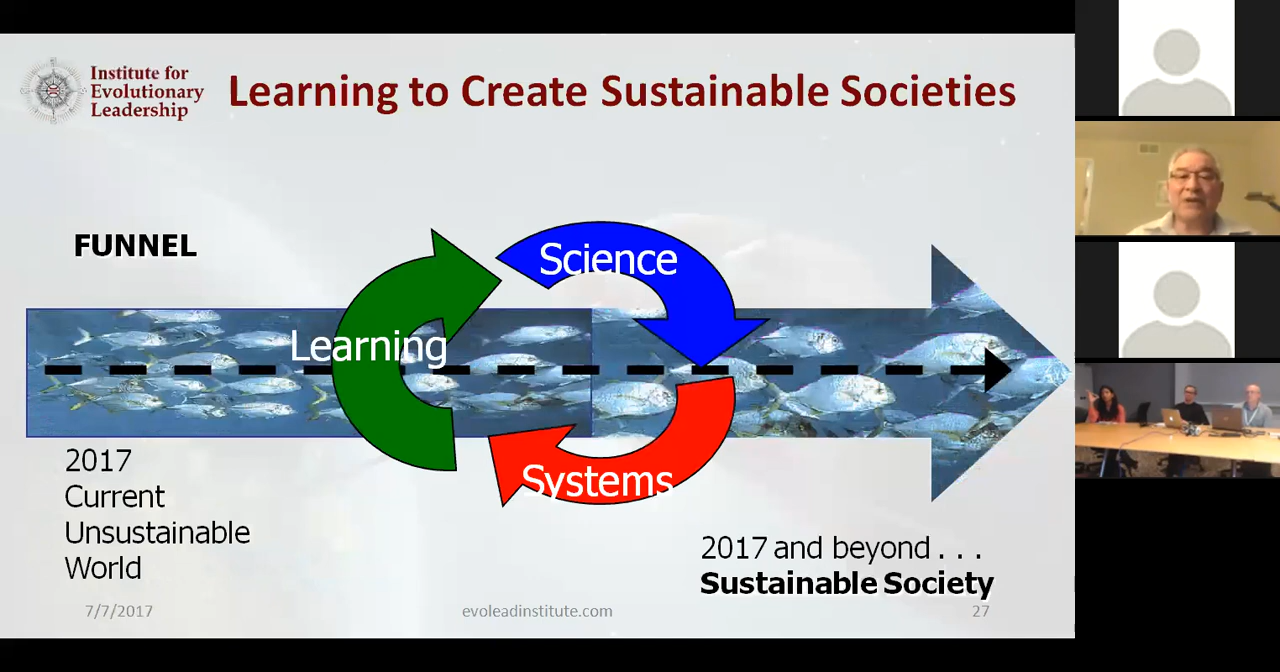 Institute for
Evolutionary
Leadership
Learning to Create Sustainable Societies
FUNNEL
Science
Learning
Systems
2017
Current
Unsustainable
World
2017 and beyond . . .
Sustainable Society
7/7/2017
evoleadinstitute.com
27